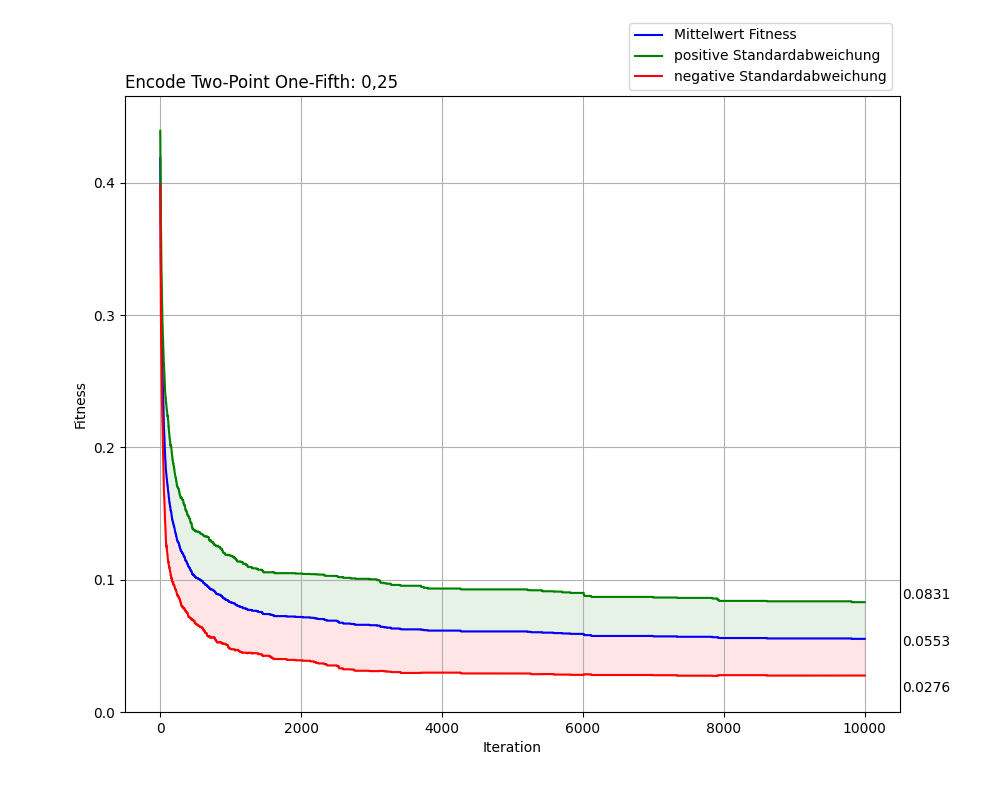 Mittelwert Fitness
positive Standardabweichung
negative Standardabweichung
Encode Two-Point One-Fifth: 0,25
0.4
0.3
0.2
0.1
0.0
Fitness
0.0831
0.0553
0.0276
0 2000 4000 6000 8000 10000
Iteration